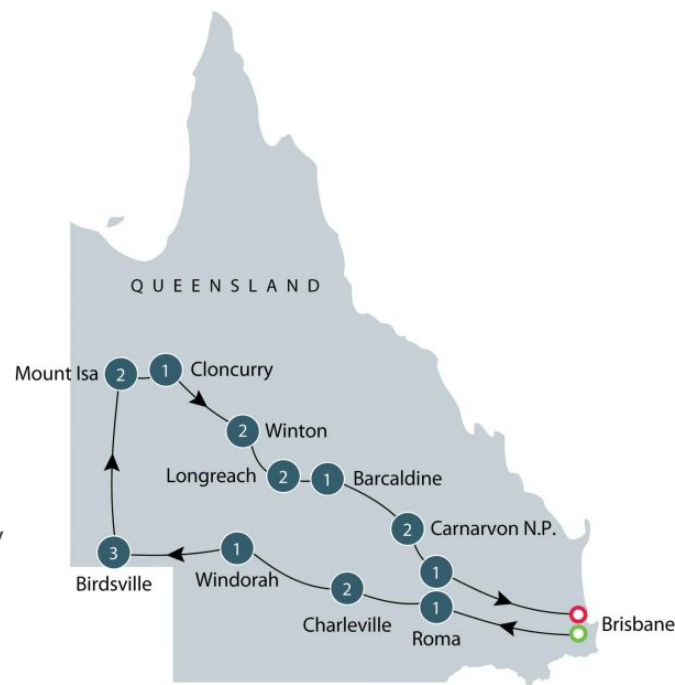 QUEENSLAND
Mount Isa
2
1
Cloncurry
2
Winton
Longreach
2
1
Barcaldine
2
Carnarvon N.P.
3
Birdsville
1
Windorah
1
2
Charleville
1
Roma
Brisbane
y